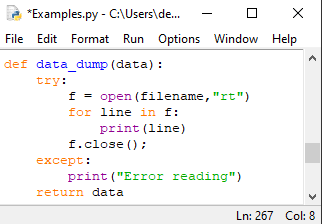 *Examples.py - C:\Users\de...
File Edit Format Run Options Window Help
def data_dump(data):
    try:
        f = open(filename,"rt")
        for line in f:
            print(line)
        f.close();
    except:
        print("Error reading")
    return data
Ln: 267 Col: 8